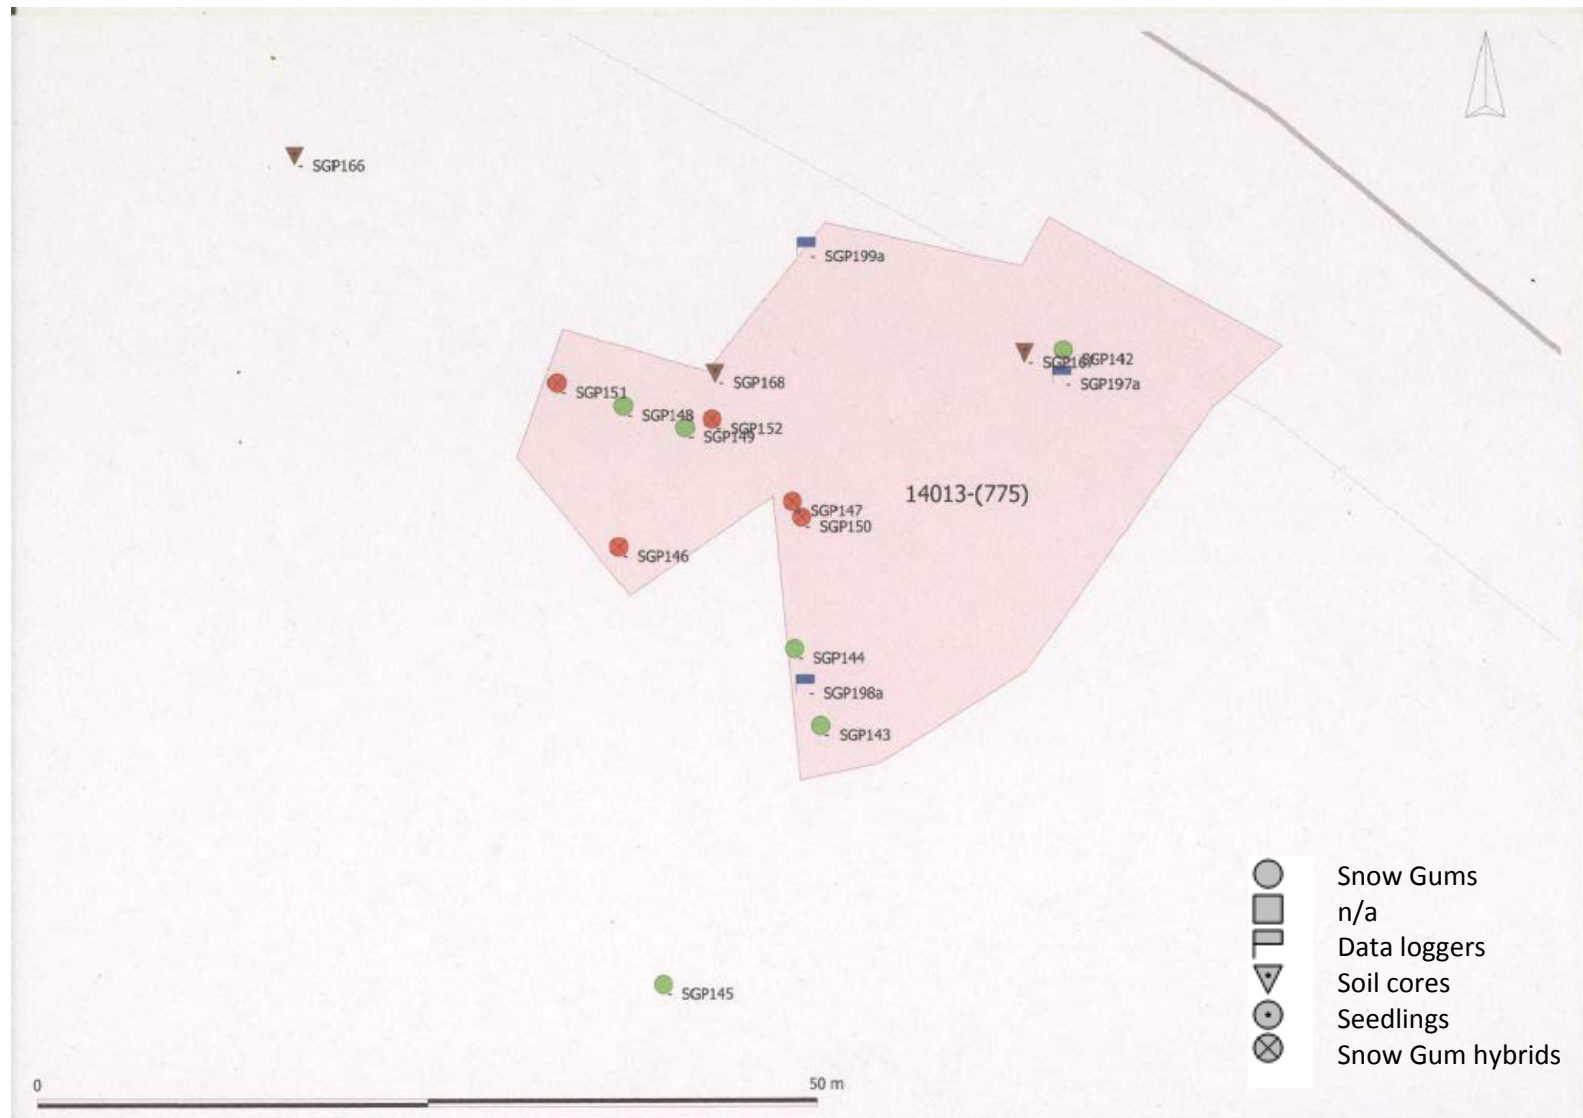 SGP166
SGP199a
SGP167
SGP142
SGP197a
SGP168
SGP151
SGP148
SGP152
SGP149
14013-(775)
SGP147
SGP150
SGP146
SGP144
SGP198a
SGP143
SGP145
Snow Gums
n/a
Data loggers
Soil cores
Seedlings
Snow Gum hybrids
0
50 m